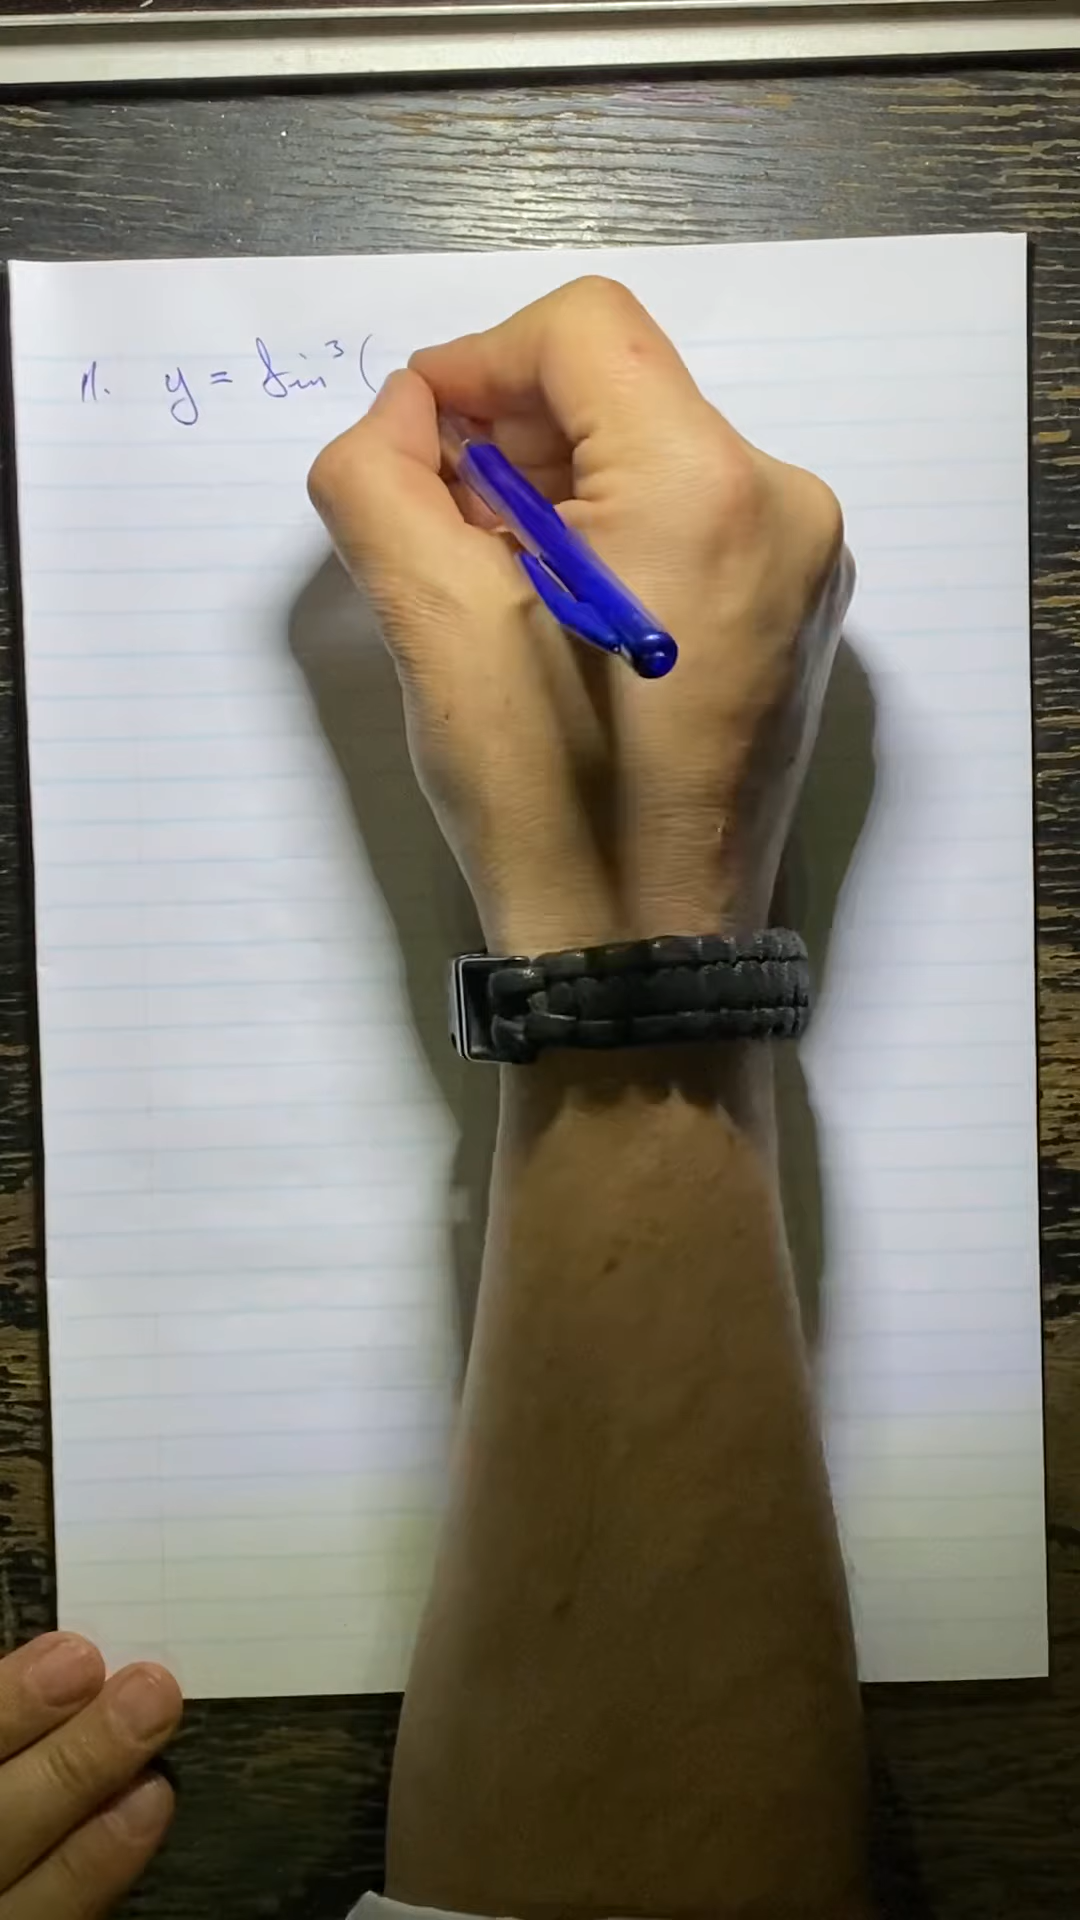 11. y = sin³(